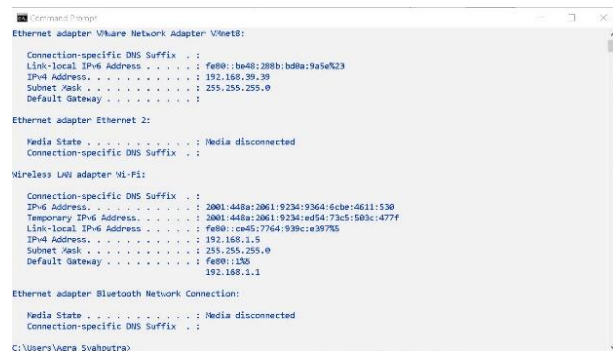 Command Prompt
Ethernet adapter VMware Network Adapter VMnet8:
Connection-specific DNS Suffix . :
Link-local IPv6 Address . . . . . : fe80::be48:288b:bd0a:9a5e%23
IPv4 Address. . . . . . . . . . . : 192.168.39.39
Subnet Mask . . . . . . . . . . . : 255.255.255.0
Default Gateway . . . . . . . . . :
Ethernet adapter Ethernet 2:
Media State . . . . . . . . . . . : Media disconnected
Connection-specific DNS Suffix . :
Wireless LAN adapter Wi-Fi:
Connection-specific DNS Suffix . :
IPv6 Address. . . . . . . . . . . : 2001:448a:2061:9234:9364:6cbe:4611:530
Temporary IPv6 Address. . . . . . : 2001:448a:2061:9234:ed54:73c5:503c:477f
Link-local IPv6 Address . . . . . : fe80::ce45:7764:939c:e397%5
IPv4 Address. . . . . . . . . . . : 192.168.1.5
Subnet Mask . . . . . . . . . . . : 255.255.255.0
Default Gateway . . . . . . . . . : fe80::1%5
192.168.1.1
Ethernet adapter Bluetooth Network Connection:
Media State . . . . . . . . . . . : Media disconnected
Connection-specific DNS Suffix . :
C:\Users\Agra Syahputra>